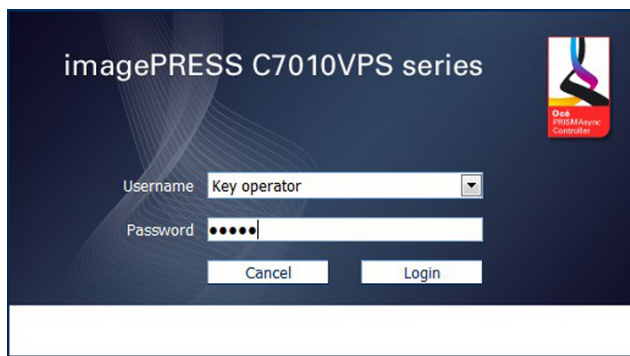 imagePRESS C7010VPS series
Océ
PRISMAsync
Controller
Username Key operator
Password •••••
Cancel Login